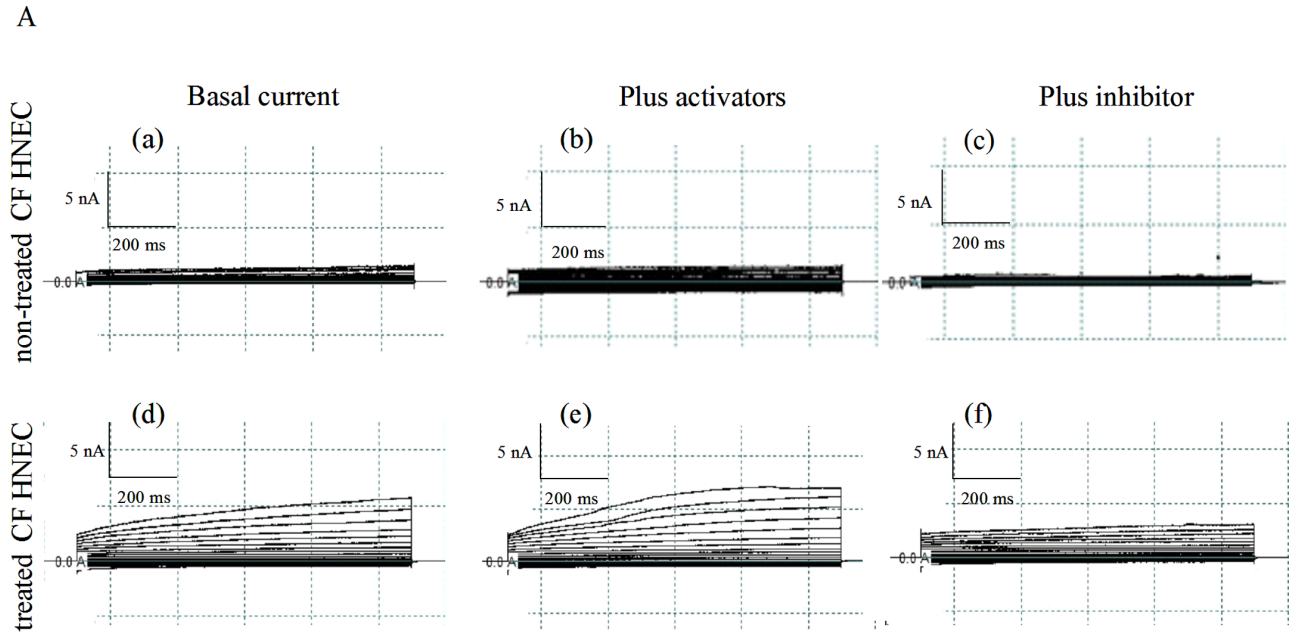 A
Basal current
Plus activators
Plus inhibitor
non-treated CF HNEC
(a)
5 nA
200 ms
0.0 A
(b)
5 nA
200 ms
0.0 A
(c)
5 nA
200 ms
0.0 A
treated CF HNEC
(d)
5 nA
200 ms
0.0 A
(e)
5 nA
200 ms
0.0 A
(f)
5 nA
200 ms
0.0 A